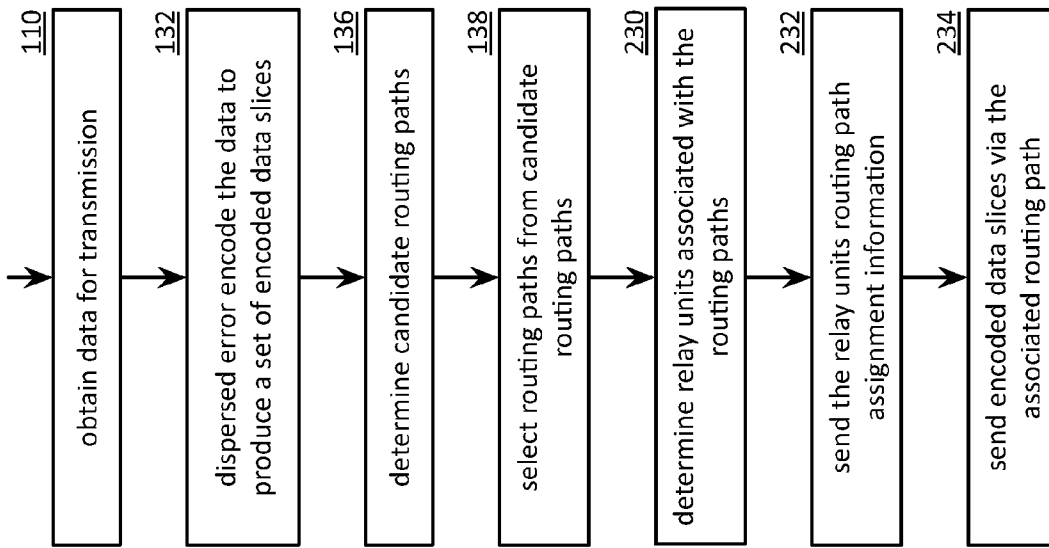 110
obtain data for transmission
132
dispersed error encode the data to
produce a set of encoded data slices
136
determine candidate routing paths
138
select routing paths from candidate
routing paths
230
determine relay units associated with the
routing paths
232
send the relay units routing path
assignment information
234
send encoded data slices via the
associated routing path